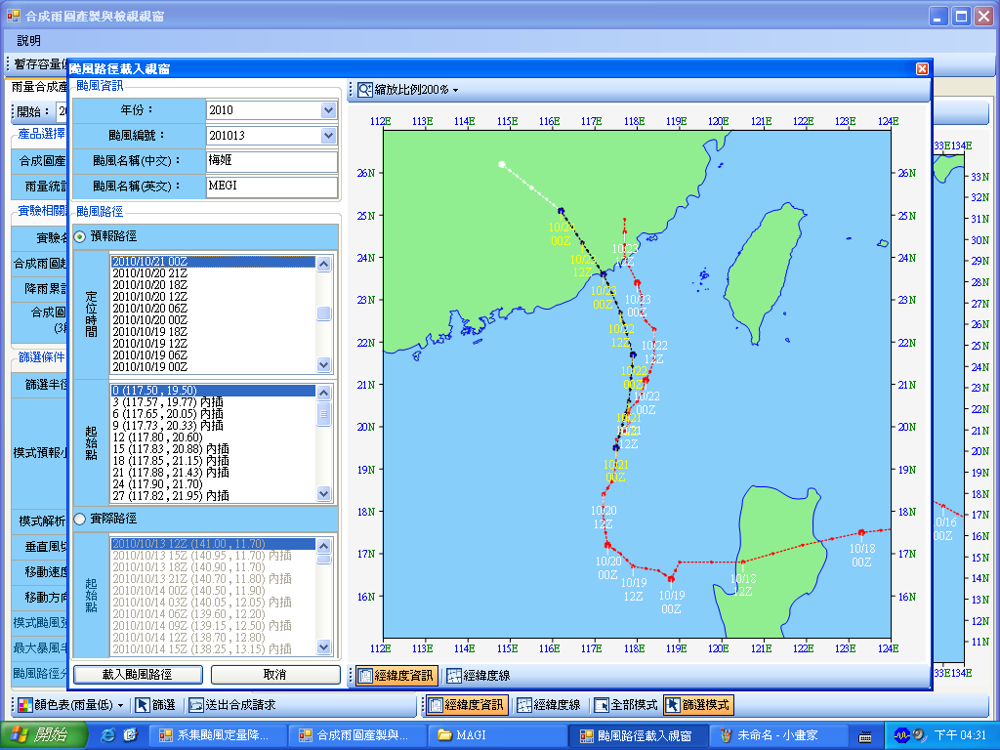 合成雨圖產製與檢視視窗
說明
暫存容量
雨量合成產
開始：
產品選擇
合成圖產
雨量統計
實驗相關
實驗名
合成雨圖起
降雨累計
合成圖
篩選條件
篩選半徑
模式預報小
模式解析
垂直風切
移動速度
移動方向
模式颱風強
最大暴風半
颱風路徑分
颱風路徑載入視窗
颱風資訊
年份： 2010
颱風編號： 201013
颱風名稱(中文)： 梅姬
颱風名稱(英文)： MEGI
颱風路徑
預報路徑
定位時間
2010/10/21 00Z
2010/10/20 21Z
2010/10/20 18Z
2010/10/20 12Z
2010/10/20 06Z
2010/10/20 00Z
2010/10/19 18Z
2010/10/19 12Z
2010/10/19 06Z
2010/10/19 00Z
起始點
0 (117.50 , 19.50)
3 (117.57 , 19.77) 內插
6 (117.65 , 20.05) 內插
9 (117.73 , 20.33) 內插
12 (117.80 , 20.60)
15 (117.83 , 20.88) 內插
18 (117.85 , 21.15) 內插
21 (117.88 , 21.43) 內插
24 (117.90 , 21.70)
27 (117.82 , 21.95) 內插
實際路徑
起始點
2010/10/13 12Z (141.00 , 11.70)
2010/10/13 15Z (140.95 , 11.70) 內插
2010/10/13 18Z (140.90 , 11.70)
2010/10/13 21Z (140.70 , 11.80) 內插
2010/10/14 00Z (140.50 , 11.90)
2010/10/14 03Z (140.05 , 12.05) 內插
2010/10/14 06Z (139.60 , 12.20)
2010/10/14 09Z (139.15 , 12.50) 內插
2010/10/14 12Z (138.70 , 12.80)
2010/10/14 15Z (138.25 , 13.15) 內插
載入颱風路徑 取消
縮放比例200%
112E 113E 114E 115E 116E 117E 118E 119E 120E 121E 122E 123E 124E
26N 26N
25N 25N
24N 24N
23N 23N
22N 22N
21N 21N
20N 20N
19N 19N
18N 18N
17N 17N
16N 16N
10/23
12Z
10/23
00Z
10/23
00Z
10/22
12Z
10/22
12Z
10/22
00Z
10/21
00Z
10/20
12Z
10/20
00Z
10/19
12Z
10/19
00Z
10/18
12Z
10/18
00Z
112E 113E 114E 115E 116E 117E 118E 119E 120E 121E 122E 123E 124E
經緯度資訊 經緯度線
33E134E
33N
32N
31N
30N
29N
28N
27N
26N
25N
24N
23N
22N
21N
20N
19N
18N
17N
16N
15N
14N
13N
12N
11N
10/16
00Z
33E134E
顏色表(雨量低) 篩選 送出合成請求 經緯度資訊 經緯度線 全部模式 篩選模式
開始 系集颱風定量降... 合成雨圖產製與... MAGI 颱風路徑載入視窗 未命名 - 小畫家 下午 04:31